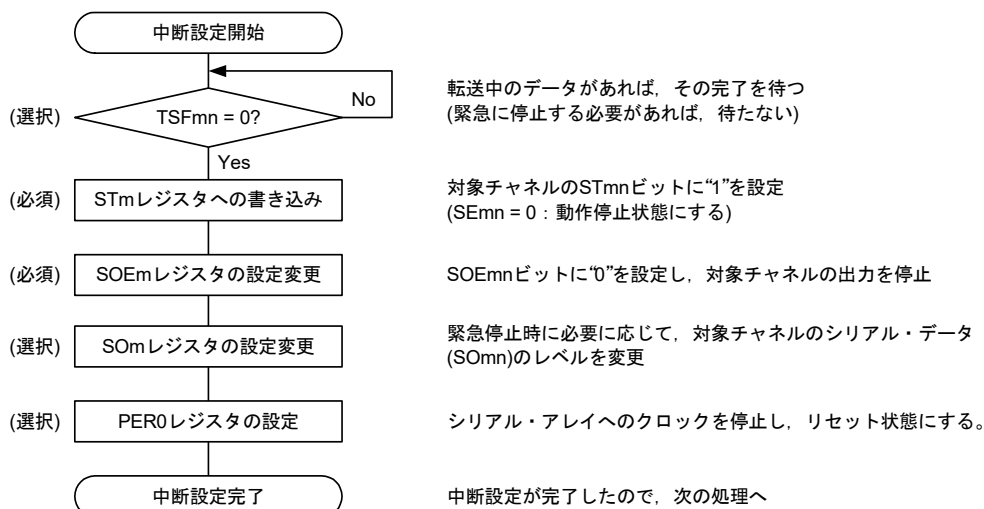 中断設定開始
(選択)
TSFmn = 0?
No
転送中のデータがあれば，その完了を待つ
(緊急に停止する必要があれば，待たない)
Yes
(必須)
STmレジスタへの書き込み
対象チャネルのSTmnビットに“1”を設定
(SEmn = 0：動作停止状態にする)
(必須)
SOEmレジスタの設定変更
SOEmnビットに“0”を設定し，対象チャネルの出力を停止
(選択)
SOmレジスタの設定変更
緊急停止時に必要に応じて，対象チャネルのシリアル・データ
(SOmn)のレベルを変更
(選択)
PER0レジスタの設定
シリアル・アレイへのクロックを停止し，リセット状態にする。
中断設定完了
中断設定が完了したので，次の処理へ